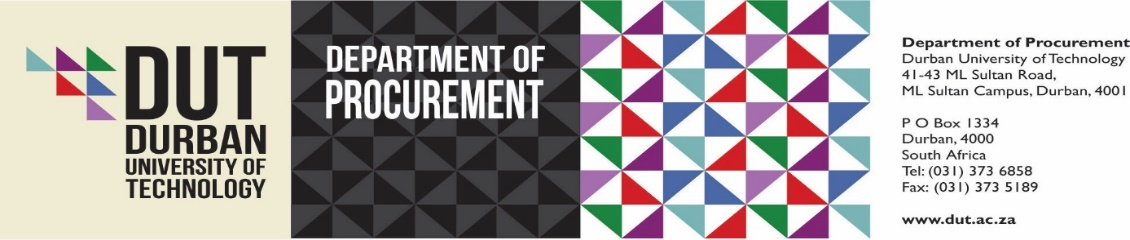 DUT
DURBAN
UNIVERSITY OF
TECHNOLOGY
DEPARTMENT OF
PROCUREMENT
Department of Procurement
Durban University of Technology
41-43 ML Sultan Road,
ML Sultan Campus, Durban, 4001
P O Box 1334
Durban, 4000
South Africa
Tel: (031) 373 6858
Fax: (031) 373 5189
www.dut.ac.za